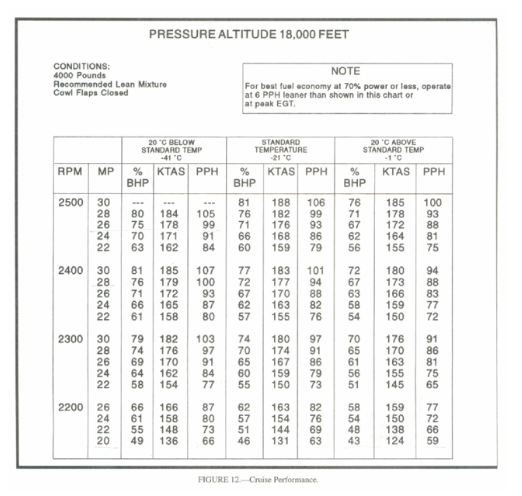 PRESSURE ALTITUDE 18,000 FEET
CONDITIONS:
4000 Pounds
Recommended Lean Mixture
Cowl Flaps Closed
NOTE
For best fuel economy at 70% power or less, operate
at 6 PPH leaner than shown in this chart or
at peak EGT.
20 °C BELOW STANDARD TEMP -41 °C STANDARD TEMPERATURE -21 °C 20 °C ABOVE STANDARD TEMP -1 °C
RPM MP % BHP KTAS PPH % BHP KTAS PPH % BHP KTAS PPH
2500 30 --- --- --- 81 188 106 76 185 100
28 80 184 105 76 182 99 71 178 93
26 75 178 99 71 176 93 67 172 88
24 70 171 91 66 168 86 62 164 81
22 63 162 84 60 159 79 56 155 75
2400 30 81 185 107 77 183 101 72 180 94
28 76 179 100 72 177 94 67 173 88
26 71 172 93 67 170 88 63 166 83
24 66 165 87 62 163 82 58 159 77
22 61 158 80 57 155 76 54 150 72
2300 30 79 182 103 74 180 97 70 176 91
28 74 176 97 70 174 91 65 170 86
26 69 170 91 65 167 86 61 163 81
24 64 162 84 60 159 79 56 155 75
22 58 154 77 55 150 73 51 145 65
2200 26 66 166 87 62 163 82 58 159 77
24 61 158 80 57 154 76 54 150 72
22 55 148 73 51 144 69 48 138 66
20 49 136 66 46 131 63 43 124 59
FIGURE 12.—Cruise Performance.